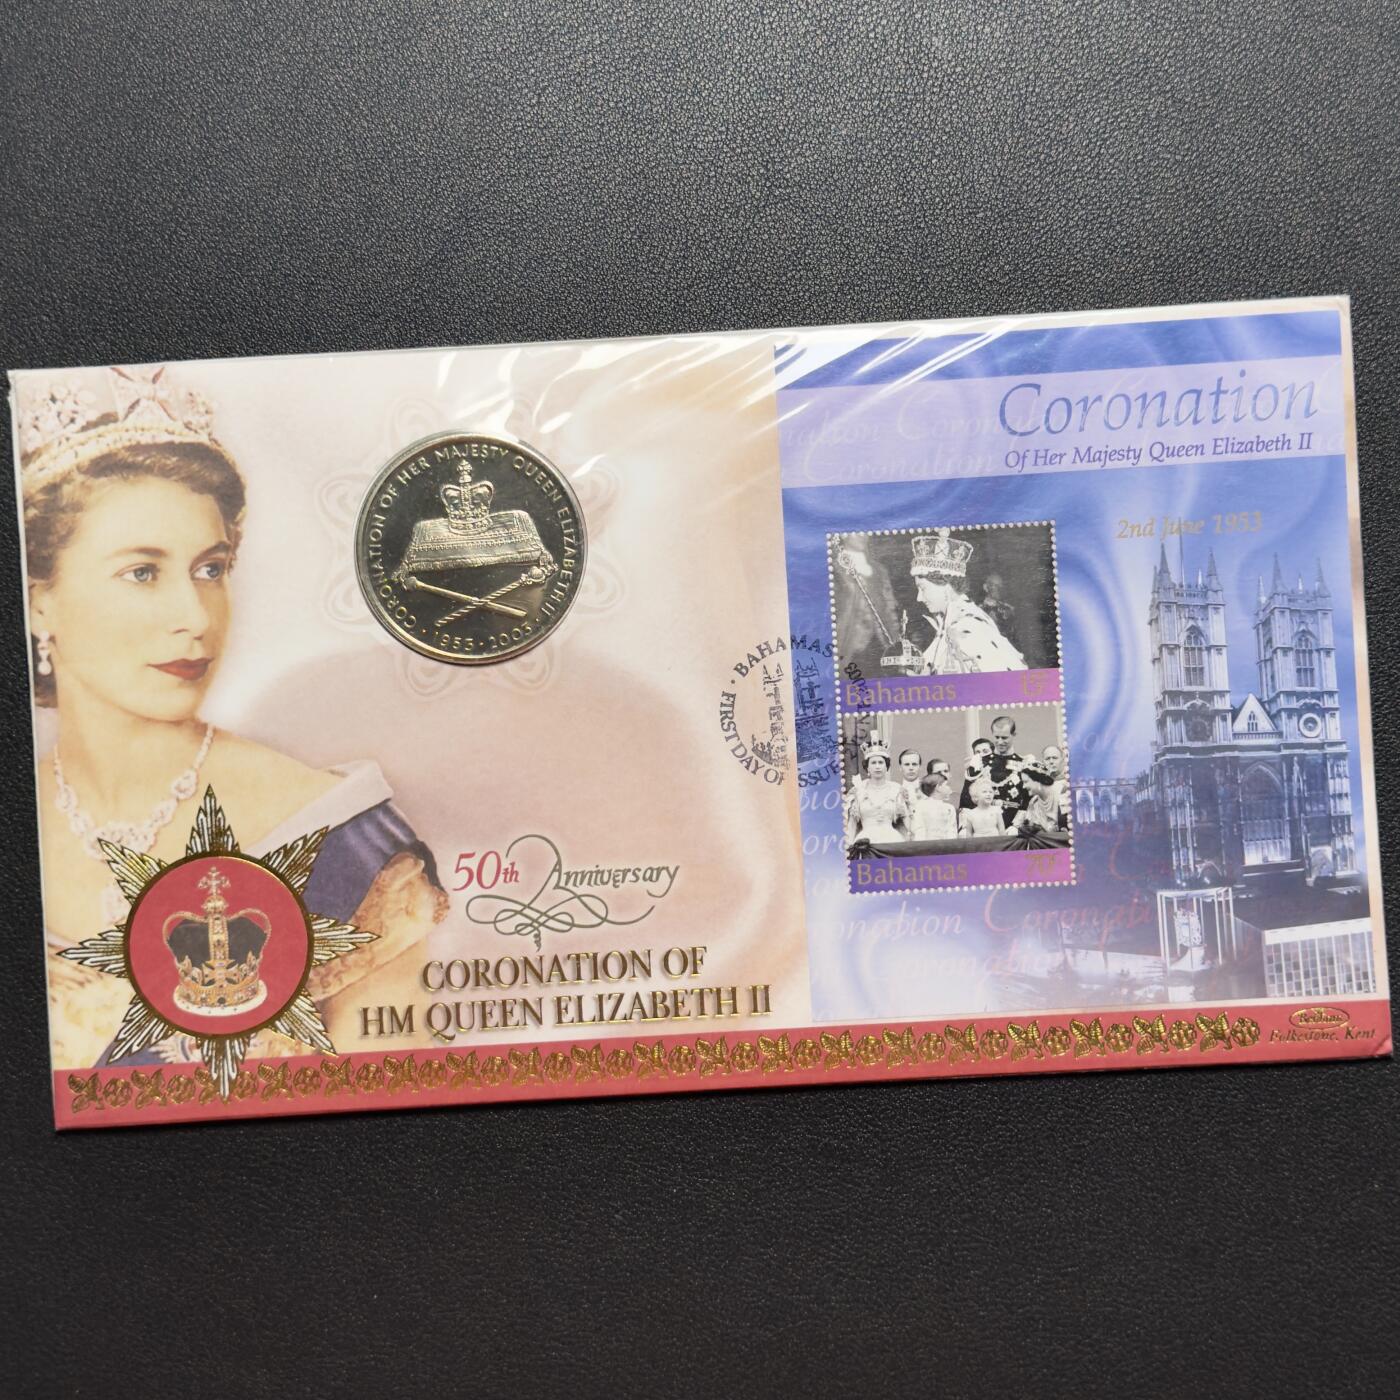 CORONATION OF HER MAJESTY QUEEN ELIZABETH II
· 1953 · 2003 ·
50th Anniversary
CORONATION OF
HM QUEEN ELIZABETH II
· BAHAMAS ·
FIRST DAY OF ISSUE
Coronation
Of Her Majesty Queen Elizabeth II
2nd June 1953
Bahamas
Bahamas 70c
Benham
Folkestone, Kent